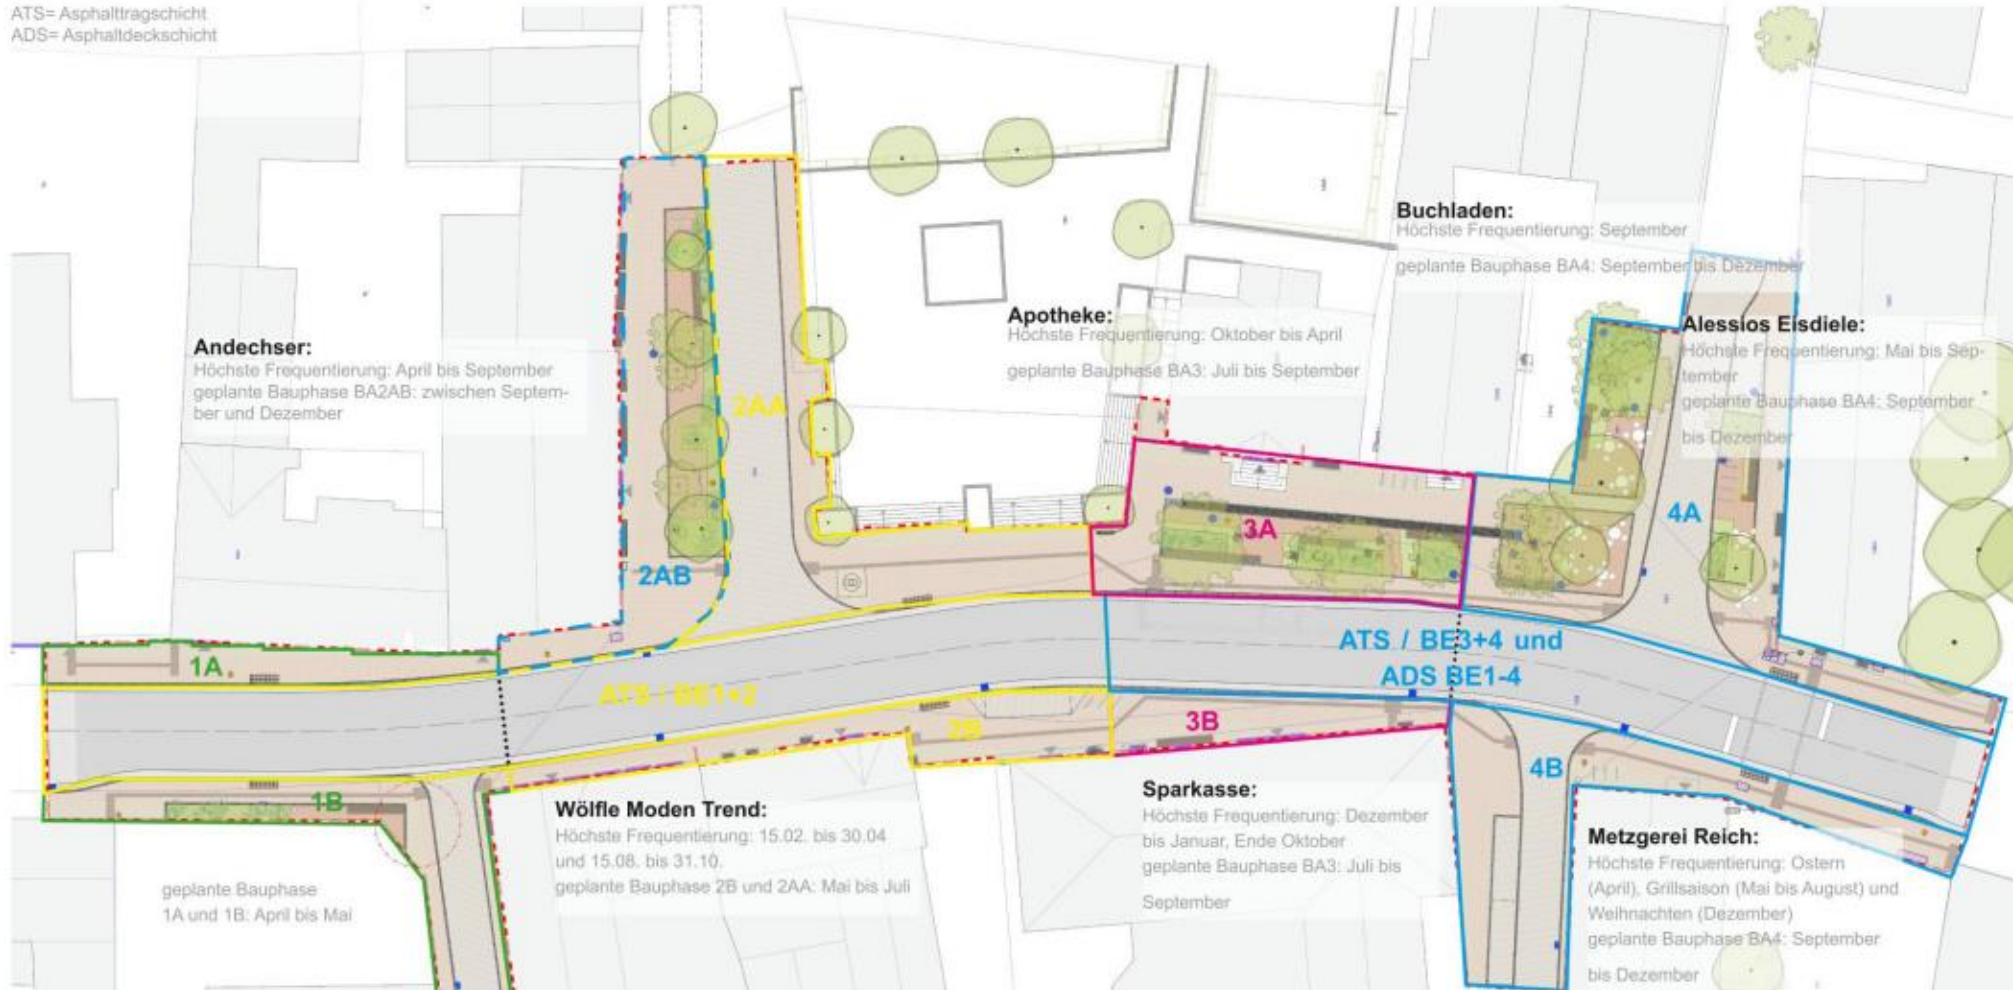 ATS= Asphalttragschicht
ADS= Asphaltdeckschicht
Buchladen:
Höchste Frequentierung: September
geplante Bauphase BA4: September bis Dezember
Apotheke:
Höchste Frequentierung: Oktober bis April
geplante Bauphase BA3: Juli bis September
Alessios Eisdiele:
Höchste Frequentierung: Mai bis Sep-
tember
geplante Bauphase BA4: September
bis Dezember
Andechser:
Höchste Frequentierung: April bis September
geplante Bauphase BA2AB: zwischen Septem-
ber und Dezember
2AA
3A
4A
2AB
1A
ATS / BE1+2
ATS / BE3+4 und
ADS BE1-4
2B
3B
4B
1B
Wölfle Moden Trend:
Höchste Frequentierung: 15.02. bis 30.04
und 15.08. bis 31.10.
geplante Bauphase 2B und 2AA: Mai bis Juli
Sparkasse:
Höchste Frequentierung: Dezember
bis Januar, Ende Oktober
geplante Bauphase BA3: Juli bis
September
Metzgerei Reich:
Höchste Frequentierung: Ostern
(April), Grillsaison (Mai bis August) und
Weihnachten (Dezember)
geplante Bauphase BA4: September
bis Dezember
geplante Bauphase
1A und 1B: April bis Mai